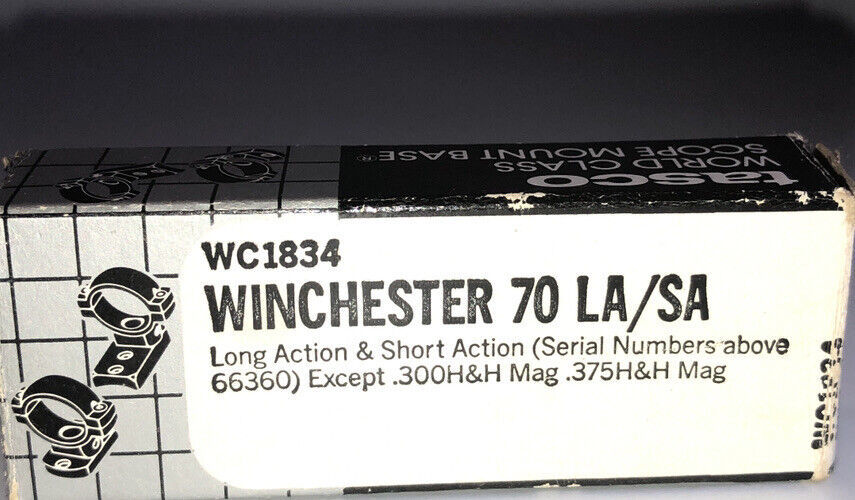 tasco
WORLD CLASS
SCOPE MOUNT BASE®
WC1834
WINCHESTER 70 LA/SA
Long Action & Short Action (Serial Numbers above
66360) Except .300H&H Mag .375H&H Mag